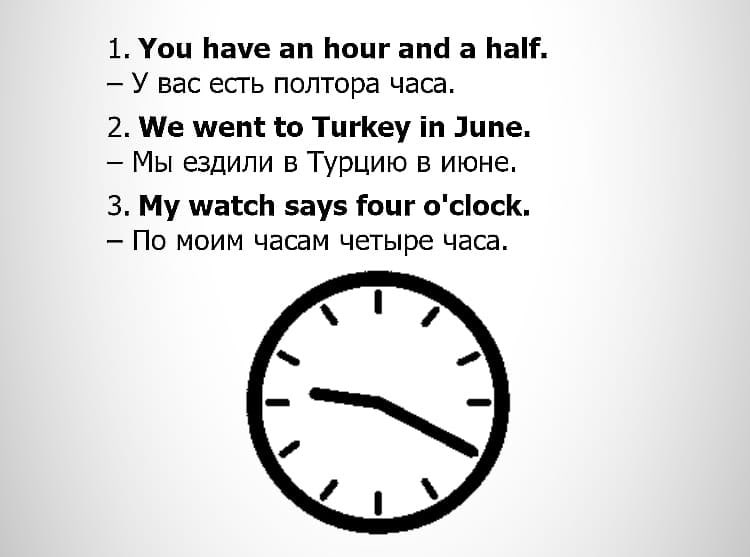 1. You have an hour and a half.
– У вас есть полтора часа.
2. We went to Turkey in June.
– Мы ездили в Турцию в июне.
3. My watch says four o'clock.
– По моим часам четыре часа.